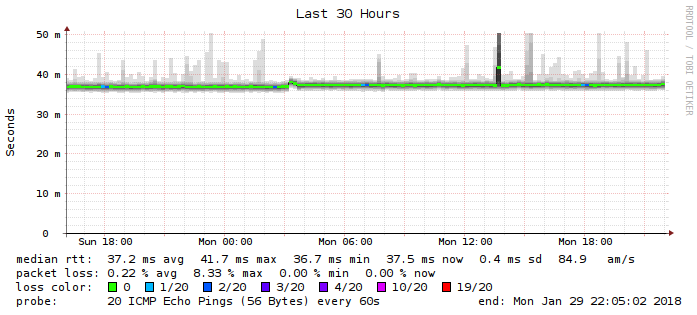 Last 30 Hours
RRDTOOL / TOBI OETIKER
Seconds
50 m
40 m
30 m
20 m
10 m
0
Sun 18:00 Mon 00:00 Mon 06:00 Mon 12:00 Mon 18:00
median rtt: 37.2 ms avg 41.7 ms max 36.7 ms min 37.5 ms now 0.4 ms sd 84.9 am/s
packet loss: 0.22 % avg 8.33 % max 0.00 % min 0.00 % now
loss color: 0 1/20 2/20 3/20 4/20 10/20 19/20
probe: 20 ICMP Echo Pings (56 Bytes) every 60s end: Mon Jan 29 22:05:02 2018